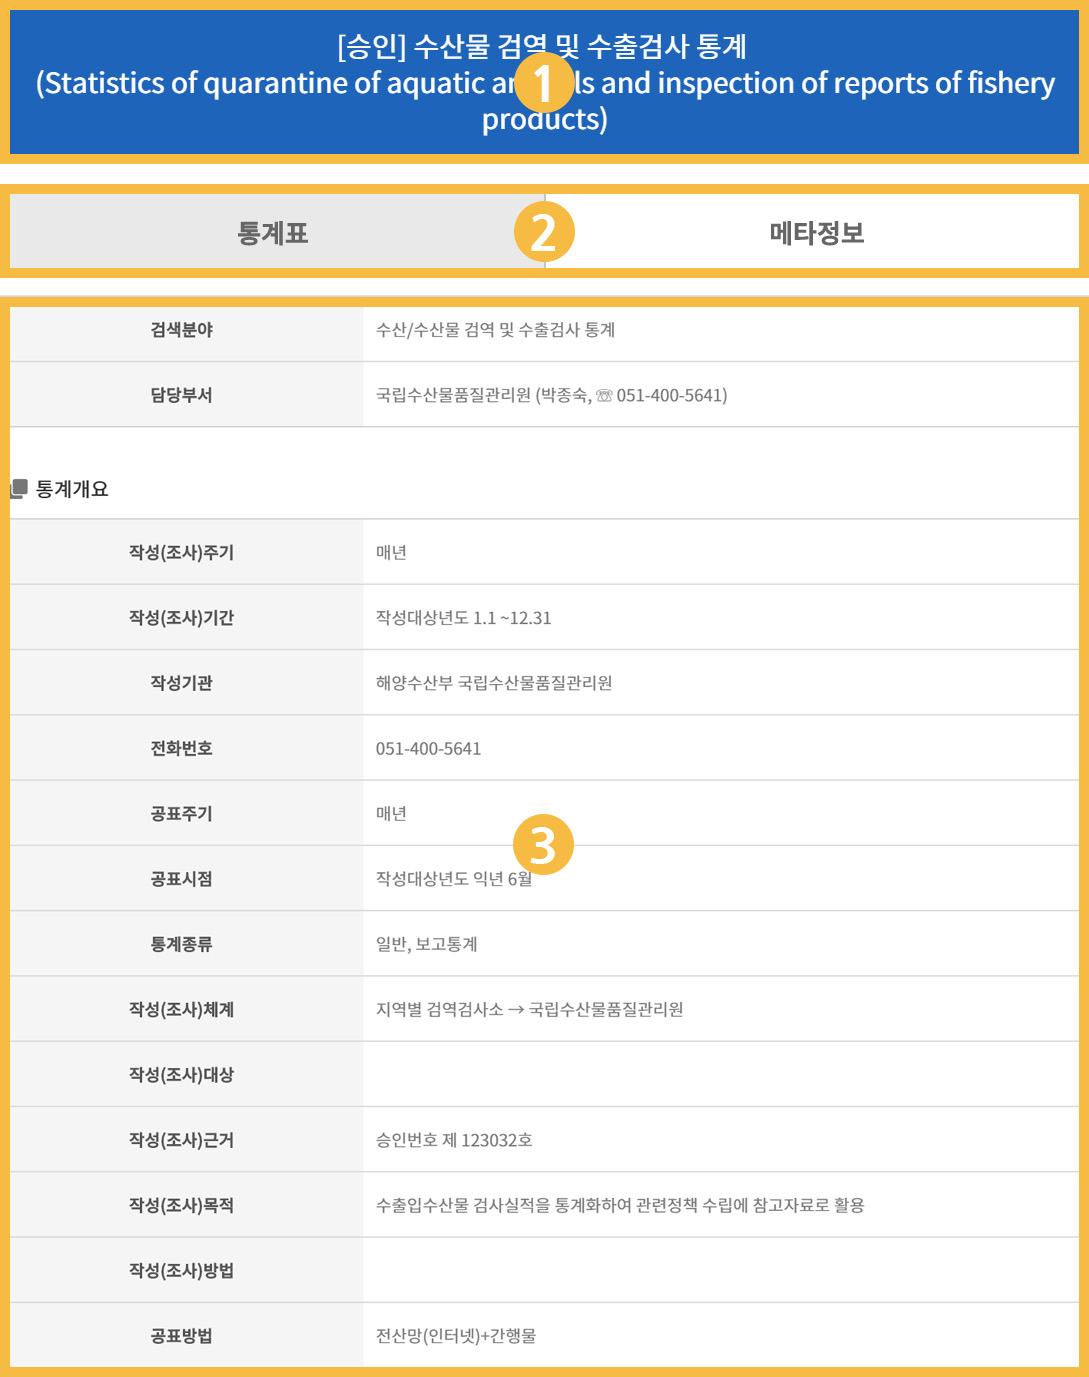 [승인] 수산물 검역 및 수출검사 통계
(Statistics of quarantine of aquatic an ls and inspection of reports of fishery
products)
1
통계표
2
메타정보
검색분야
수산/수산물 검역 및 수출검사 통계
담당부서
국립수산물품질관리원 (박종숙, ☏ 051-400-5641)
통계개요
작성(조사)주기
매년
작성(조사)기간
작성대상년도 1.1 ~12.31
작성기관
해양수산부 국립수산물품질관리원
전화번호
051-400-5641
공표주기
매년
3
공표시점
작성대상년도 익년 6월
통계종류
일반, 보고통계
작성(조사)체계
지역별 검역검사소 → 국립수산물품질관리원
작성(조사)대상
작성(조사)근거
승인번호 제 123032호
작성(조사)목적
수출입수산물 검사실적을 통계화하여 관련정책 수립에 참고자료로 활용
작성(조사)방법
공표방법
전산망(인터넷)+간행물